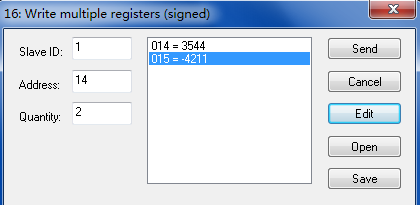 16: Write multiple registers (signed)
Slave ID: 1
Address: 14
Quantity: 2
014 = 3544
015 = -4211
Send
Cancel
Edit
Open
Save